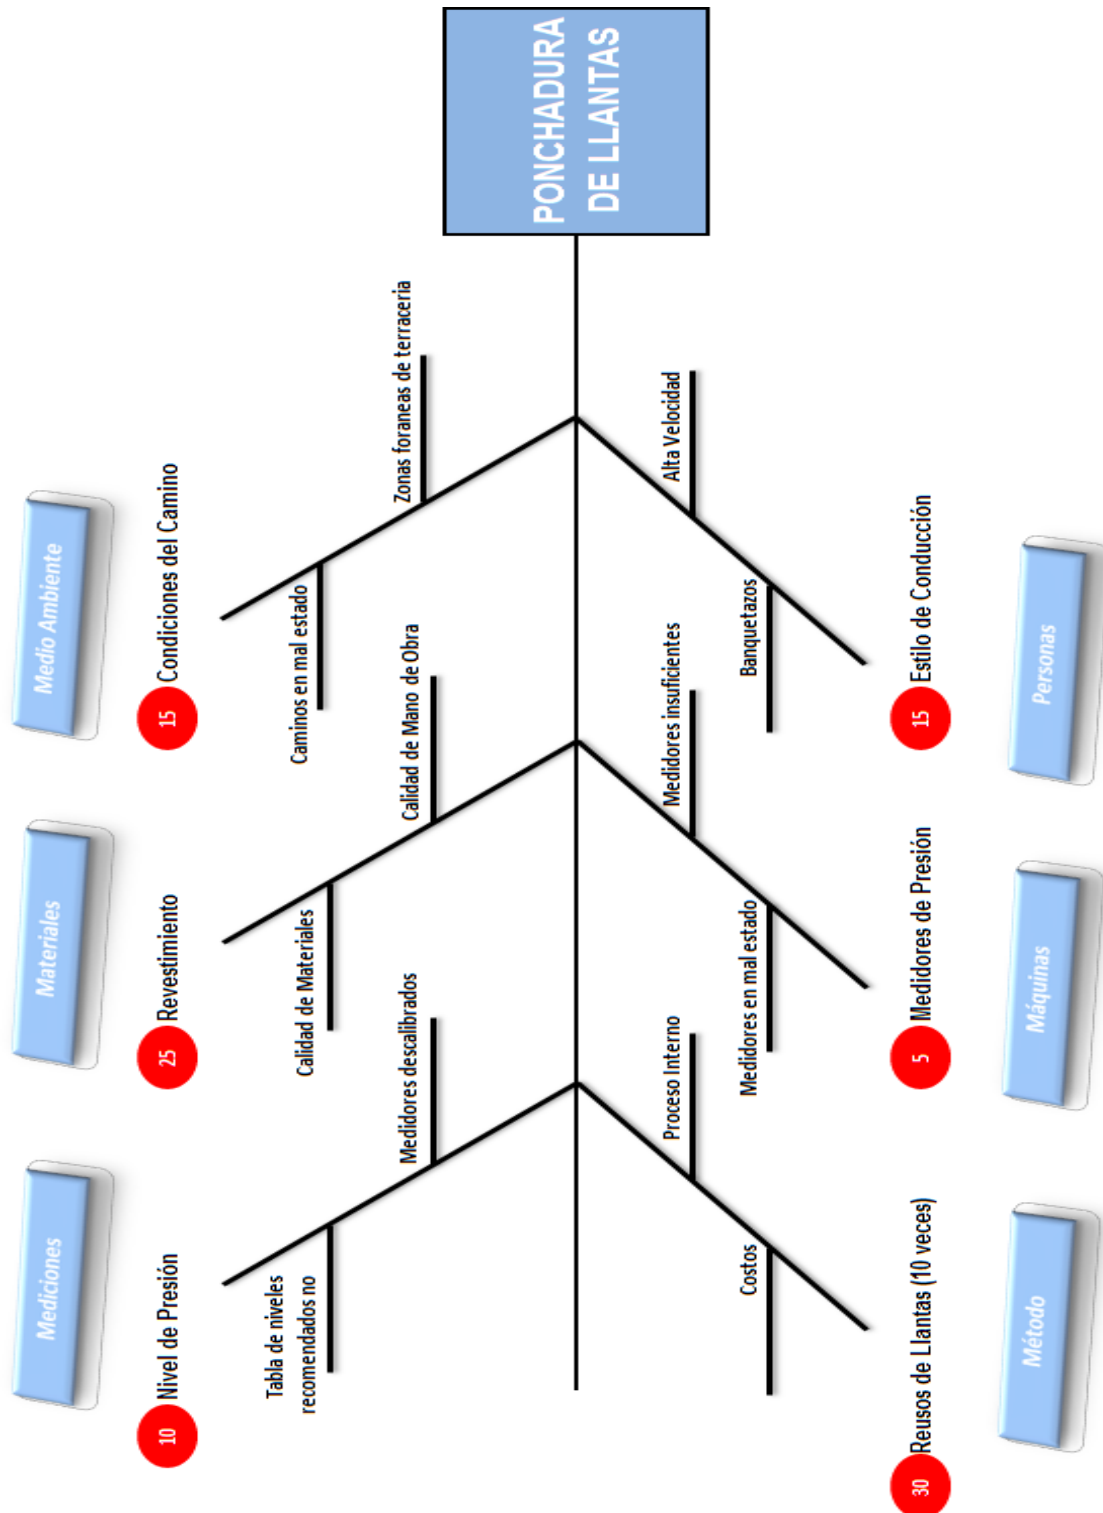 Mediciones
Materiales
Medio Ambiente
10 Nivel de Presión
25 Revestimiento
15 Condiciones del Camino
Tabla de niveles
recomendados no
Medidores descalibrados
Calidad de Materiales
Calidad de Mano de Obra
Caminos en mal estado
Zonas foraneas de terraceria
PONCHADURA
DE LLANTAS
Proceso Interno
Costos
Medidores insuficientes
Medidores en mal estado
Alta Velocidad
Banquetazos
30 Reusos de Llantas (10 veces)
5 Medidores de Presión
15 Estilo de Conducción
Método
Máquinas
Personas